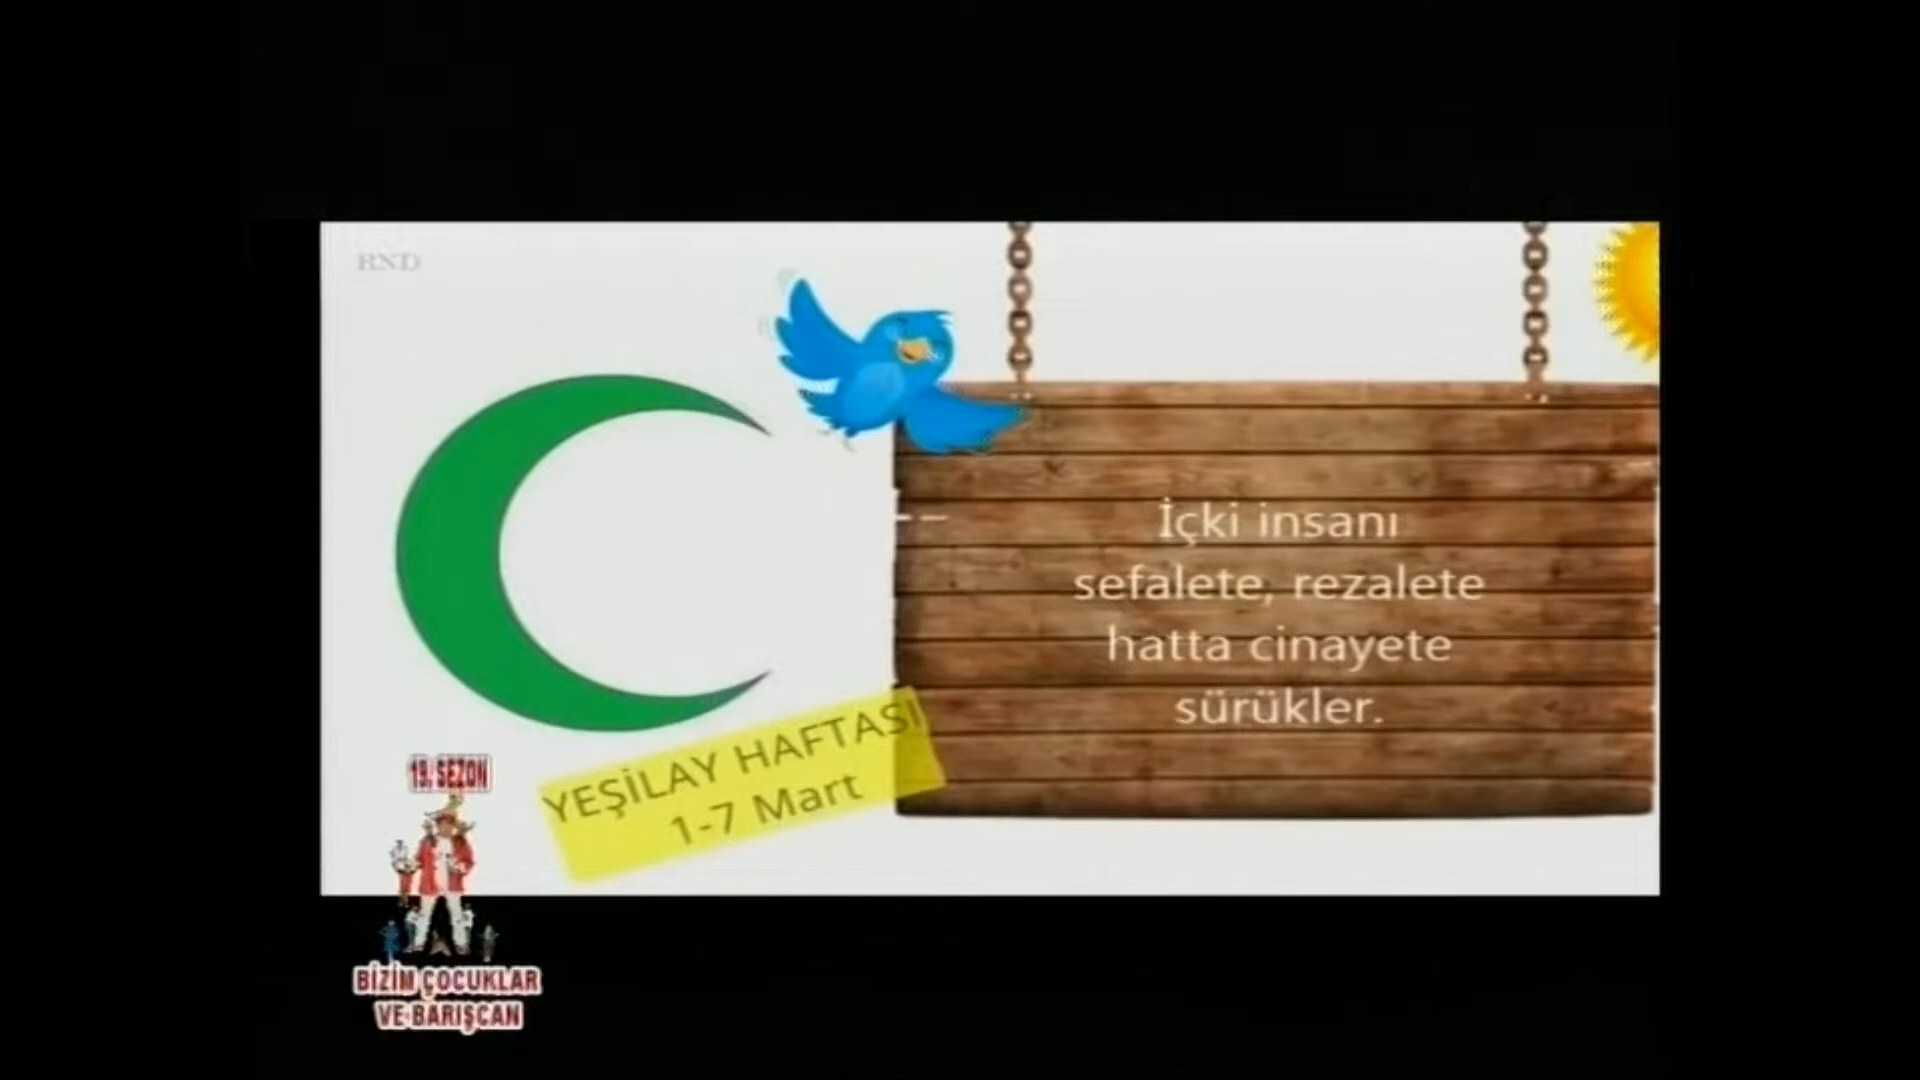 RND
İçki insanı
sefalete, rezalete
hatta cinayete
sürükler.
YEŞİLAY HAFTASI
1-7 Mart
19. SEZON
BİZİM ÇOCUKLAR
VE BARIŞCAN